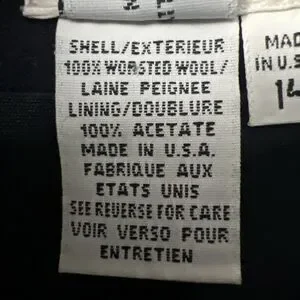 SHELL/EXTERIEUR
100% WORSTED WOOL/
LAINE PEIGNEE
LINING/DOUBLURE
100% ACETATE
MADE IN U.S.A.
FABRIQUE AUX
ETATS UNIS
SEE REVERSE FOR CARE
VOIR VERSO POUR
ENTRETIEN
MAD
IN U.S
14